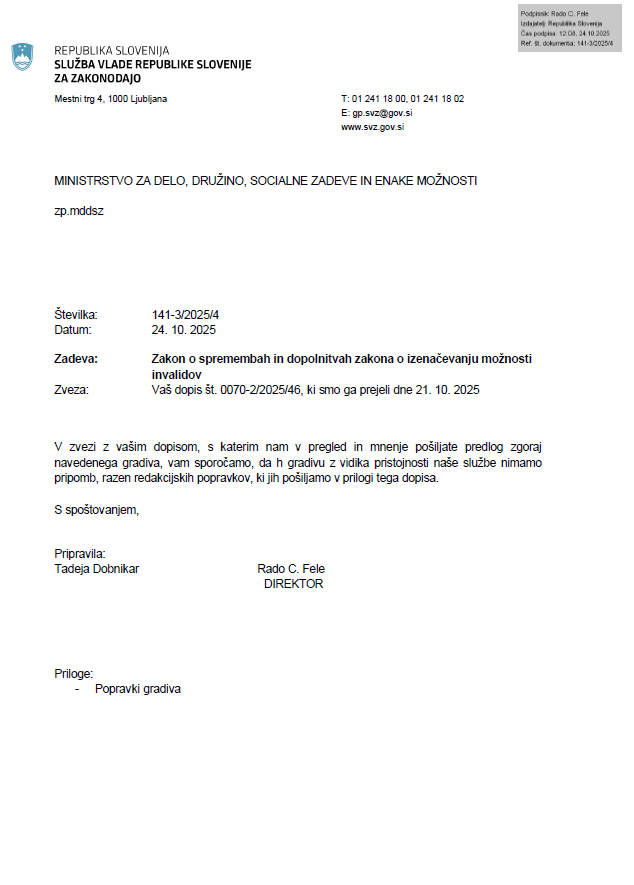 Podpisnik: Rado C. Fele
Izdajatelj: Republika Slovenija
Čas podpisa: 12:08, 24.10.2025
Ref. št. dokumenta: 141-3/2025/4
REPUBLIKA SLOVENIJA
SLUŽBA VLADE REPUBLIKE SLOVENIJE
ZA ZAKONODAJO
Mestni trg 4, 1000 Ljubljana
T: 01 241 18 00, 01 241 18 02
E: gp.svz@gov.si
www.svz.gov.si
MINISTRSTVO ZA DELO, DRUŽINO, SOCIALNE ZADEVE IN ENAKE MOŽNOSTI
zp.mddsz
Številka: 141-3/2025/4
Datum: 24. 10. 2025
Zadeva: Zakon o spremembah in dopolnitvah zakona o izenačevanju možnosti
invalidov
Zveza: Vaš dopis št. 0070-2/2025/46, ki smo ga prejeli dne 21. 10. 2025
V zvezi z vašim dopisom, s katerim nam v pregled in mnenje pošiljate predlog zgoraj
navedenega gradiva, vam sporočamo, da h gradivu z vidika pristojnosti naše službe nimamo
pripomb, razen redakcijskih popravkov, ki jih pošiljamo v prilogi tega dopisa.
S spoštovanjem,
Pripravila:
Tadeja Dobnikar Rado C. Fele
DIREKTOR
Priloge:
- Popravki gradiva